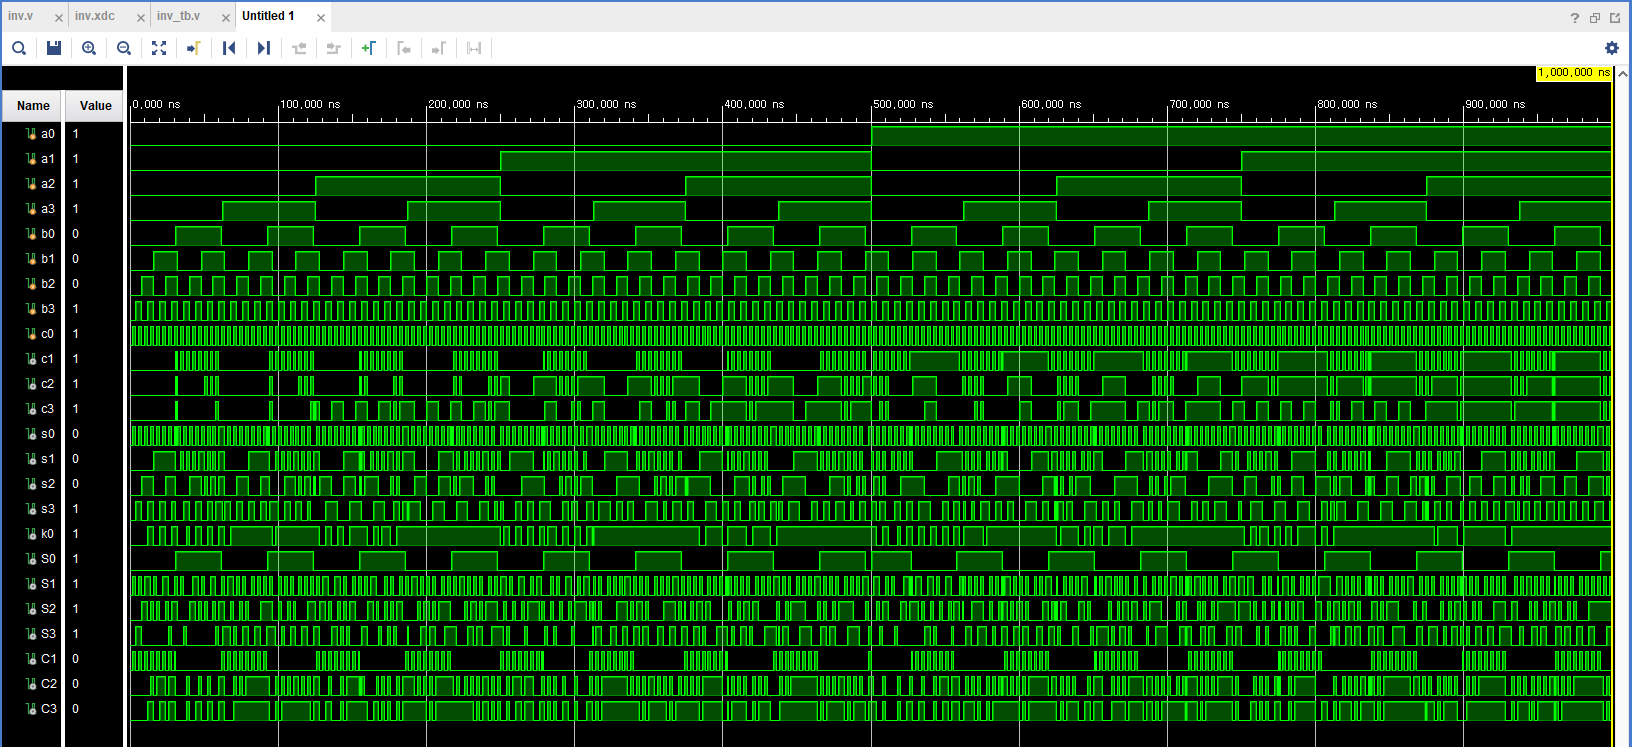 inv.v × inv.xdc × inv_tb.v × Untitled 1 ×
?
1,000,000 ns
Name Value
0,000 ns 100,000 ns 200,000 ns 300,000 ns 400,000 ns 500,000 ns 600,000 ns 700,000 ns 800,000 ns 900,000 ns
a0 1
a1 1
a2 1
a3 1
b0 0
b1 0
b2 0
b3 1
c0 1
c1 1
c2 1
c3 1
s0 0
s1 0
s2 0
s3 1
k0 1
S0 1
S1 1
S2 1
S3 1
C1 0
C2 0
C3 0